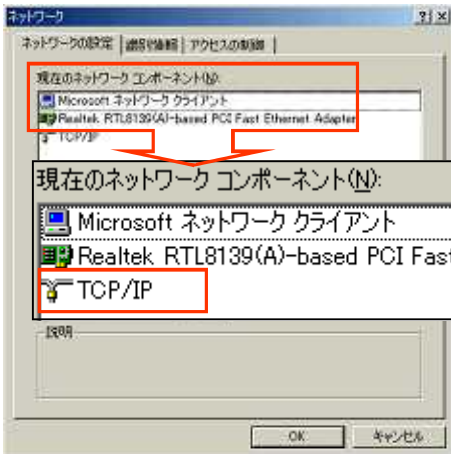 ネットワーク
ネットワークの設定 識別情報 アクセスの制御
現在のネットワーク コンポーネント(N):
Microsoft ネットワーク クライアント
Realtek RTL8139(A)-based PCI Fast Ethernet Adapter
TCP/IP
現在のネットワーク コンポーネント(N):
Microsoft ネットワーク クライアント
Realtek RTL8139(A)-based PCI Fast
TCP/IP
説明
OK キャンセル